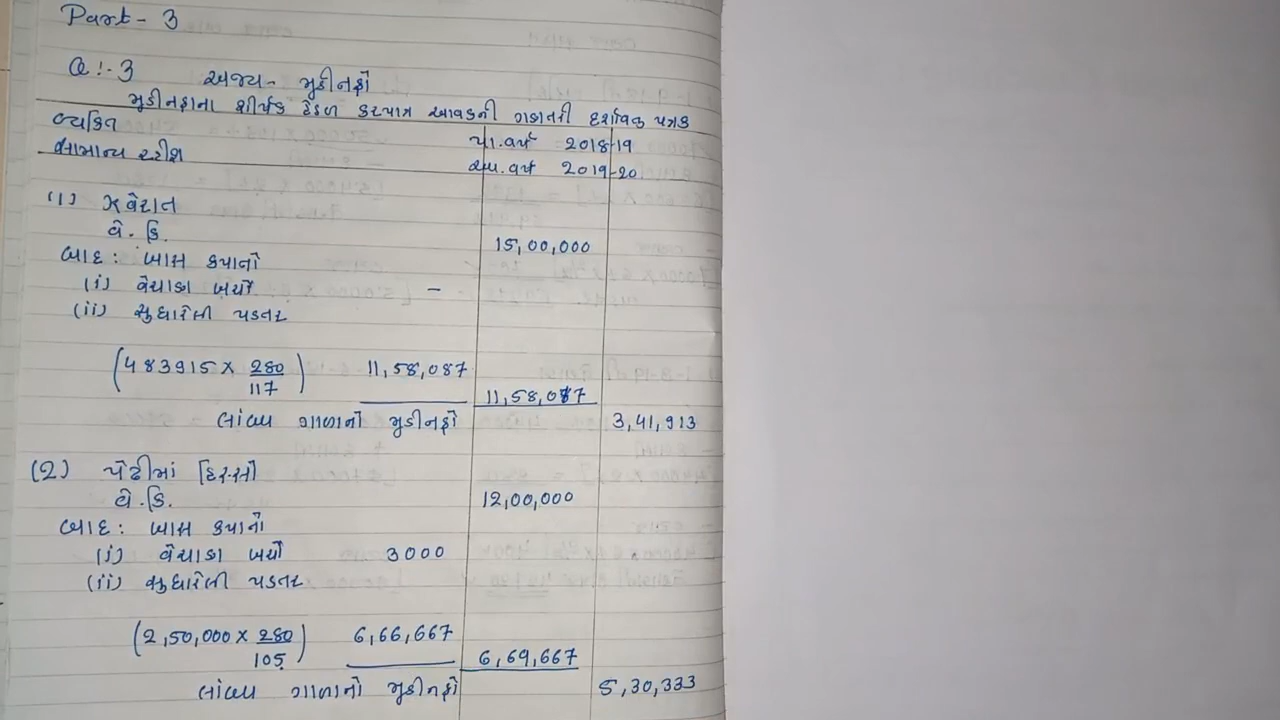 Part - 3
Q:-3 અજય - મુડીનફો
મુડીનફાના શીર્ષક હેઠળ કરપાત્ર આવકની ગણતરી દર્શાવતુ પત્રક
વ્યકિત પા.વર્ષ 2018-19
સામાન્ય રહીશ આ.વર્ષ 2019-20
(1) ઝવેરાત
વે. કિં. 15,00,000
બાદ : ખાસ કપાતો
(i) વેચાણ ખર્ચ -
(ii) સુધારેલી પડતર
(483915 × 280/117) 11,58,087
11,58,087
લાંબા ગાળાનો મુડીનફો 3,41,913
(2) પેઢીમાં હિસ્સો
વે. કિં. 12,00,000
બાદ : ખાસ કપાતો
(i) વેચાણ ખર્ચ 3000
(ii) સુધારેલી પડતર
(2,50,000 × 280/105) 6,66,667
6,69,667
લાંબા ગાળાનો મુડીનફો 5,30,333